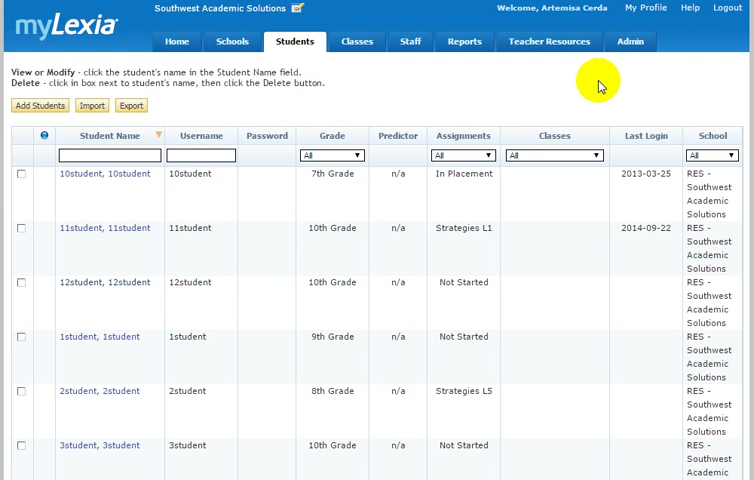 Southwest Academic Solutions
Welcome, Artemisa Cerda My Profile Help Logout
myLexia®
Home Schools Students Classes Staff Reports Teacher Resources Admin
View or Modify - click the student's name in the Student Name field.
Delete - click in box next to student's name, then click the Delete button.
Add Students Import Export
Student Name Username Password Grade Predictor Assignments Classes Last Login School
All All All All
10student, 10student 10student 7th Grade n/a In Placement 2013-03-25 RES -
Southwest
Academic
Solutions
11student, 11student 11student 10th Grade n/a Strategies L1 2014-09-22 RES -
Southwest
Academic
Solutions
12student, 12student 12student 10th Grade n/a Not Started RES -
Southwest
Academic
Solutions
1student, 1student 1student 9th Grade n/a Not Started RES -
Southwest
Academic
Solutions
2student, 2student 2student 8th Grade n/a Strategies L5 RES -
Southwest
Academic
Solutions
3student, 3student 3student 10th Grade n/a Not Started RES -
Southwest
Academic